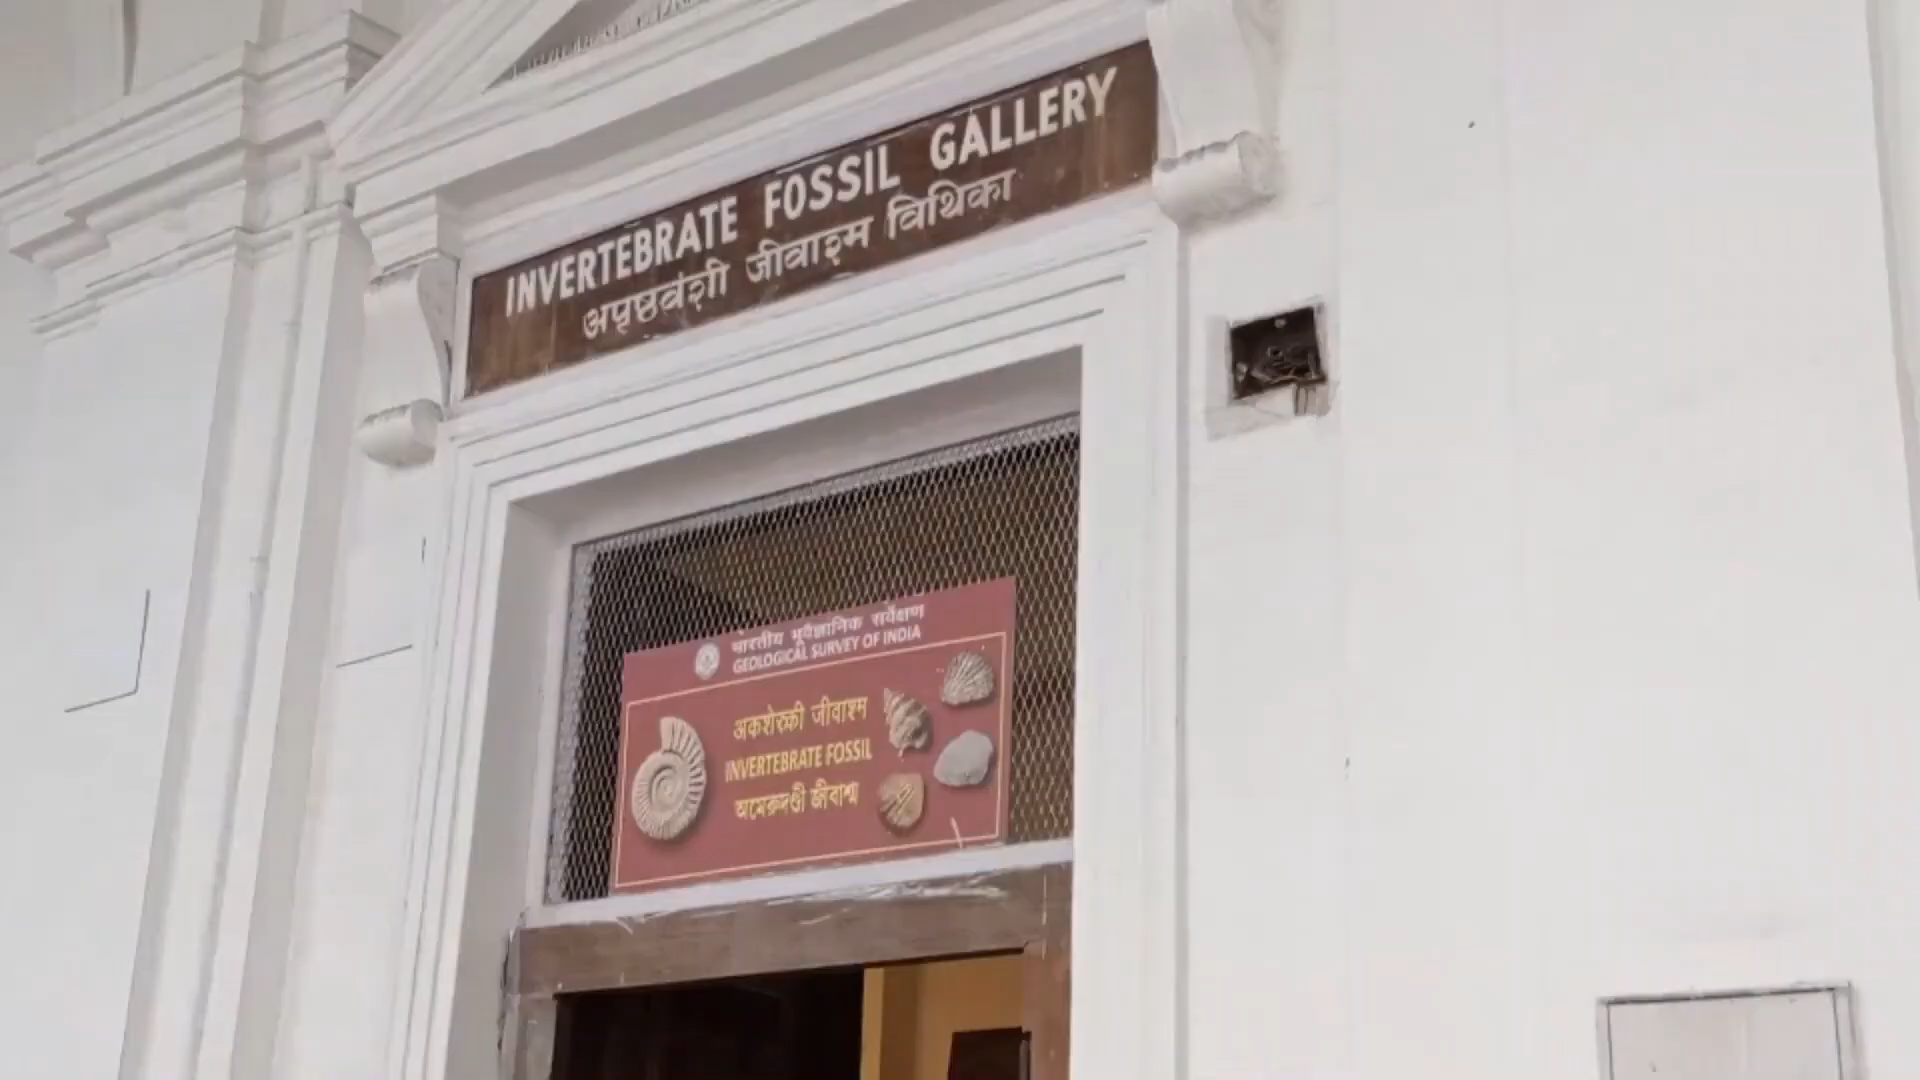 INVERTEBRATE FOSSIL GALLERY
अपृष्ठवंशी जीवाश्म विथिका
भारतीय भूवैज्ञानिक सर्वेक्षण
GEOLOGICAL SURVEY OF INDIA
अकशेरुकी जीवाश्म
INVERTEBRATE FOSSIL
অমেরুদণ্ডী জীবাশ্ম